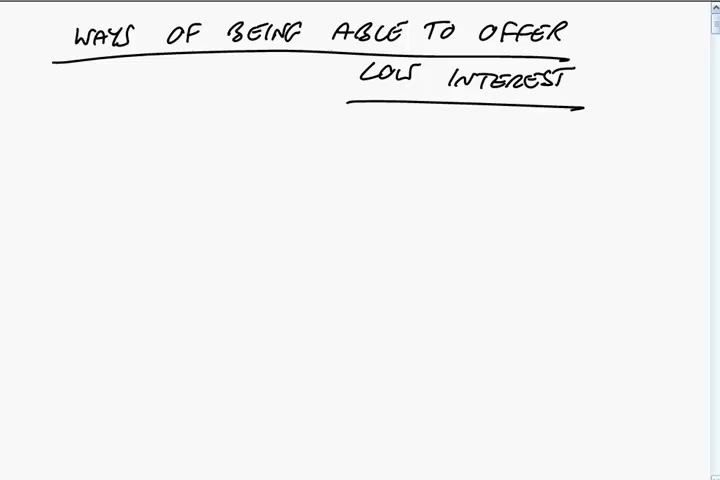 WAYS OF BEING ABLE TO OFFER
LOW INTEREST